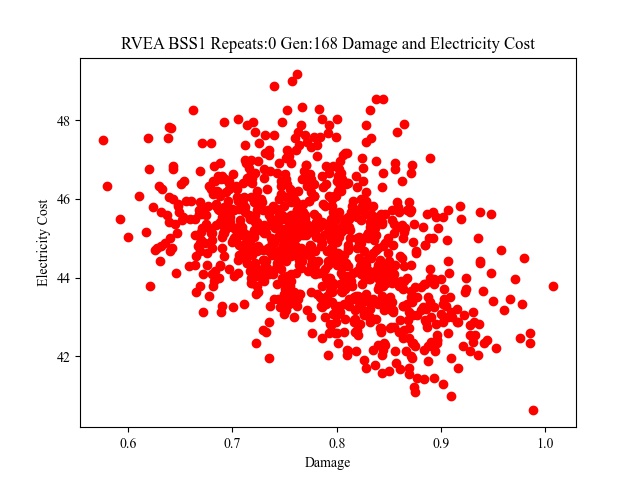 RVEA BSS1 Repeats:0 Gen:168 Damage and Electricity Cost
48
46
44
42
Electricity Cost
0.6 0.7 0.8 0.9 1.0
Damage